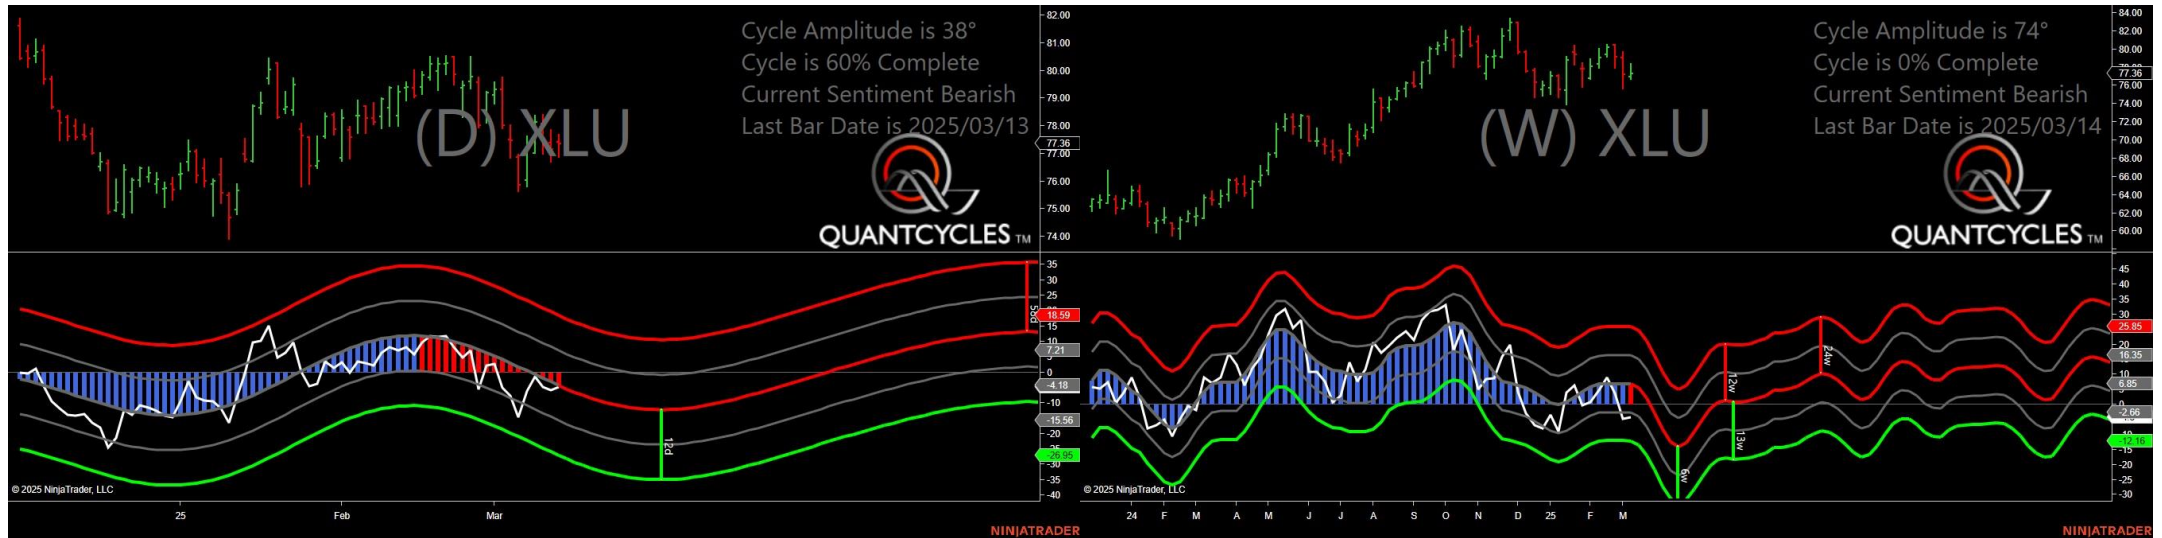 Cycle Amplitude is 38°
Cycle is 60% Complete
Current Sentiment Bearish
Last Bar Date is 2025/03/13
(D) XLU
QUANTCYCLES TM
82.00
81.00
80.00
79.00
78.00
77.36
77.00
76.00
75.00
74.00
35
30
25
18.59
15
10
7.21
0
-4.18
-10
-15.56
-20
-26.95
-30
-35
-40
12d
© 2025 NinjaTrader, LLC
25 Feb Mar
NINJATRADER
Cycle Amplitude is 74°
Cycle is 0% Complete
Current Sentiment Bearish
Last Bar Date is 2025/03/14
(W) XLU
QUANTCYCLES TM
84.00
82.00
80.00
77.36
76.00
74.00
72.00
70.00
68.00
66.00
64.00
62.00
60.00
45
40
35
30
25.85
20
16.35
10
6.85
0
-2.66
-12.16
-15
-20
-25
-30
12w
24w
13w
6w
© 2025 NinjaTrader, LLC
24 F M A M J J A S O N D 25 F M
NINJATRADER